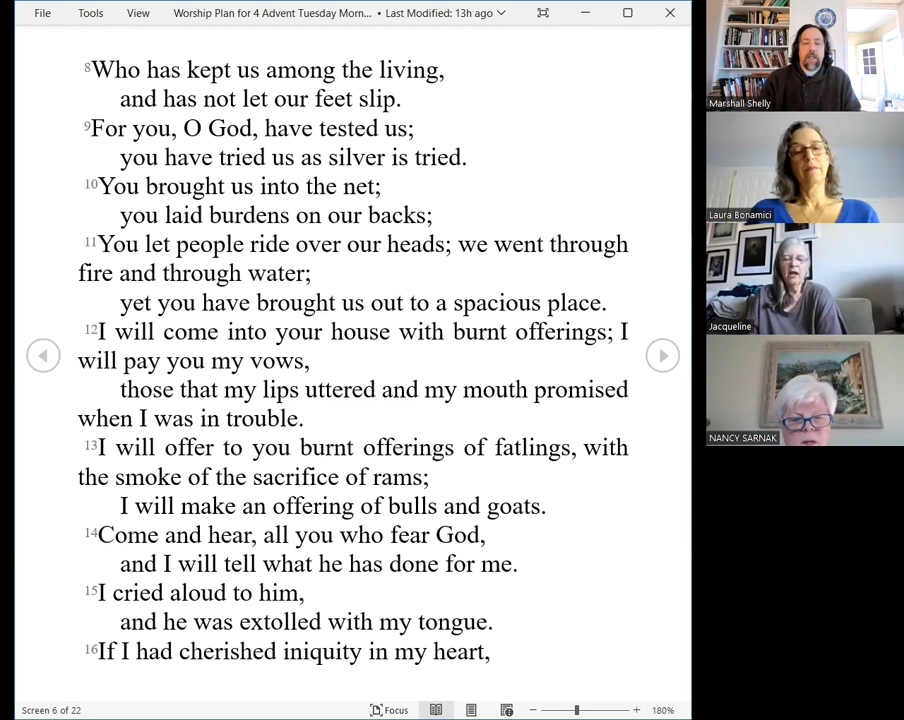 File Tools View Worship Plan for 4 Advent Tuesday Morn... • Last Modified: 13h ago
8Who has kept us among the living,
and has not let our feet slip.
9For you, O God, have tested us;
you have tried us as silver is tried.
10You brought us into the net;
you laid burdens on our backs;
11You let people ride over our heads; we went through
fire and through water;
yet you have brought us out to a spacious place.
12I will come into your house with burnt offerings; I
will pay you my vows,
those that my lips uttered and my mouth promised
when I was in trouble.
13I will offer to you burnt offerings of fatlings, with
the smoke of the sacrifice of rams;
I will make an offering of bulls and goats.
14Come and hear, all you who fear God,
and I will tell what he has done for me.
15I cried aloud to him,
and he was extolled with my tongue.
16If I had cherished iniquity in my heart,
Screen 6 of 22 Focus 180%
Marshall Shelly
Laura Bonamici
Jacqueline
NANCY SARNAK